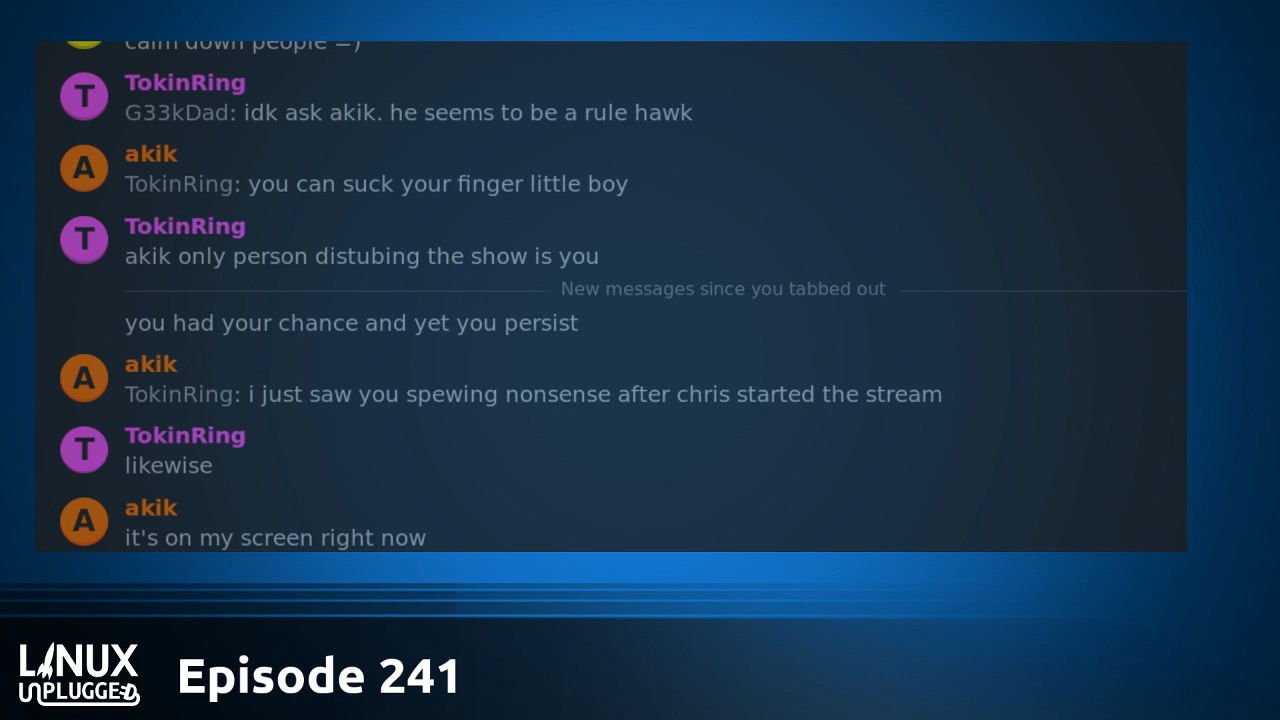 calm down people =)
TokinRing
G33kDad: idk ask akik. he seems to be a rule hawk
akik
TokinRing: you can suck your finger little boy
TokinRing
akik only person distubing the show is you
New messages since you tabbed out
you had your chance and yet you persist
akik
TokinRing: i just saw you spewing nonsense after chris started the stream
TokinRing
likewise
akik
it's on my screen right now
LINUX
UNPLUGGED
Episode 241